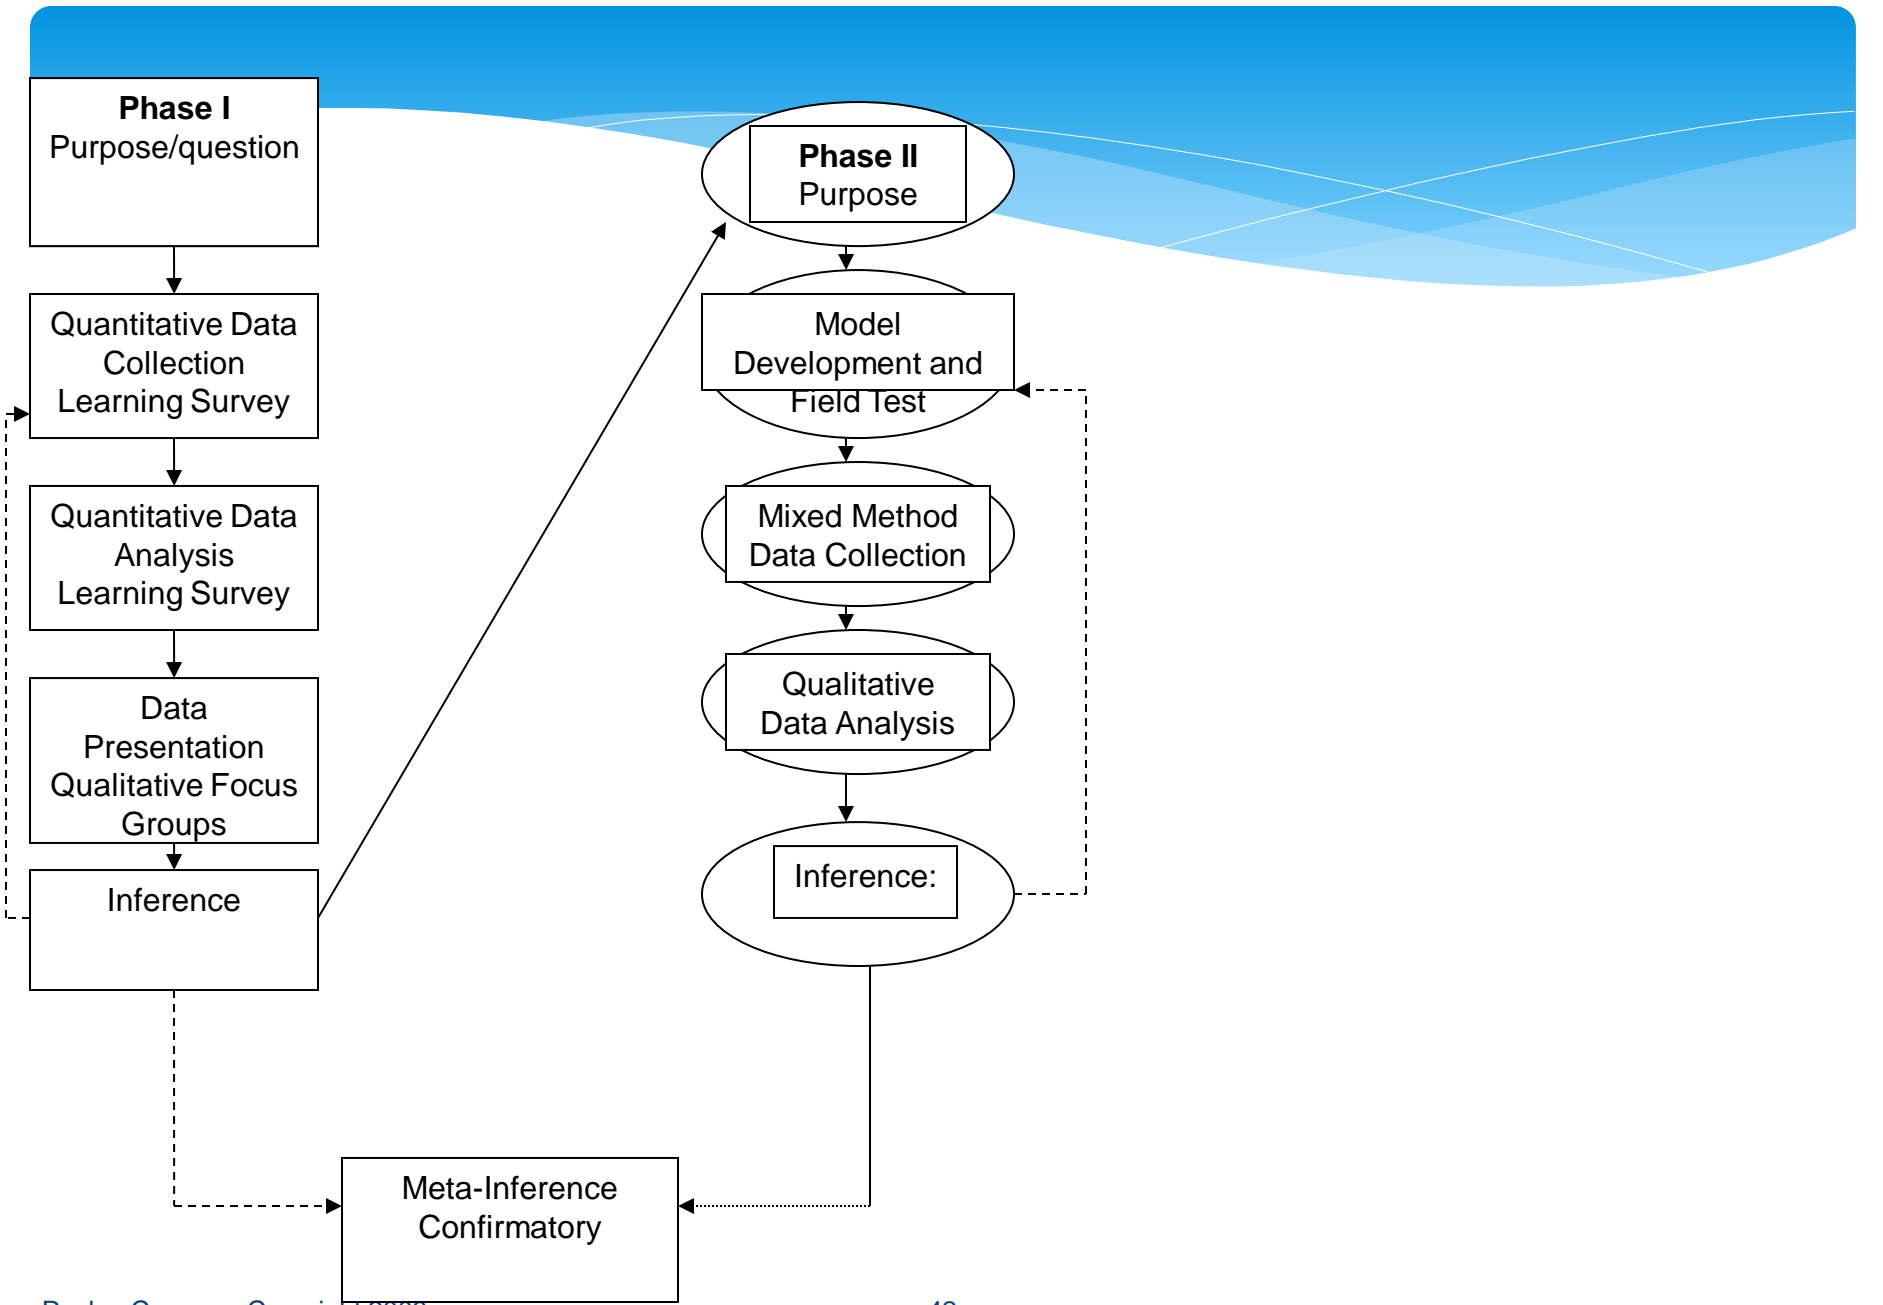 Phase I
Purpose/question
Quantitative Data
Collection
Learning Survey
Quantitative Data
Analysis
Learning Survey
Data
Presentation
Qualitative Focus
Groups
Inference
Phase II
Purpose
Model
Development and
Field Test
Mixed Method
Data Collection
Qualitative
Data Analysis
Inference:
Meta-Inference
Confirmatory